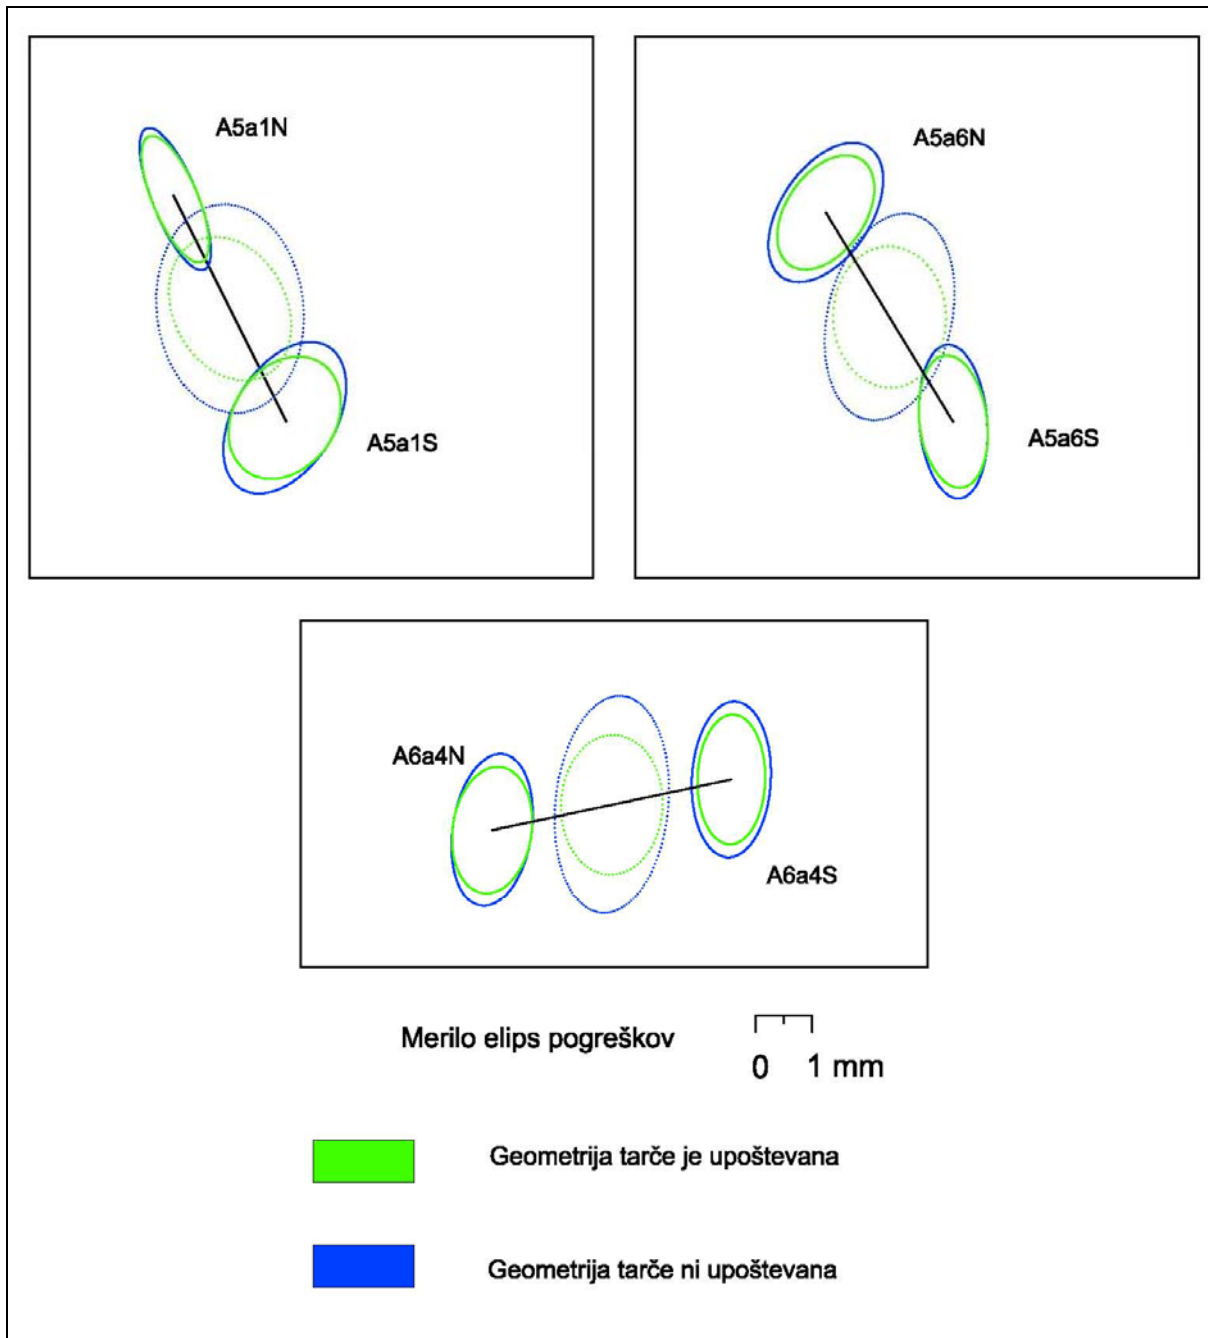 A5a1N
A5a1S
A5a6N
A5a6S
A6a4N
A6a4S
Merilo elips pogreškov
0 1 mm
Geometrija tarče je upoštevana
Geometrija tarče ni upoštevana